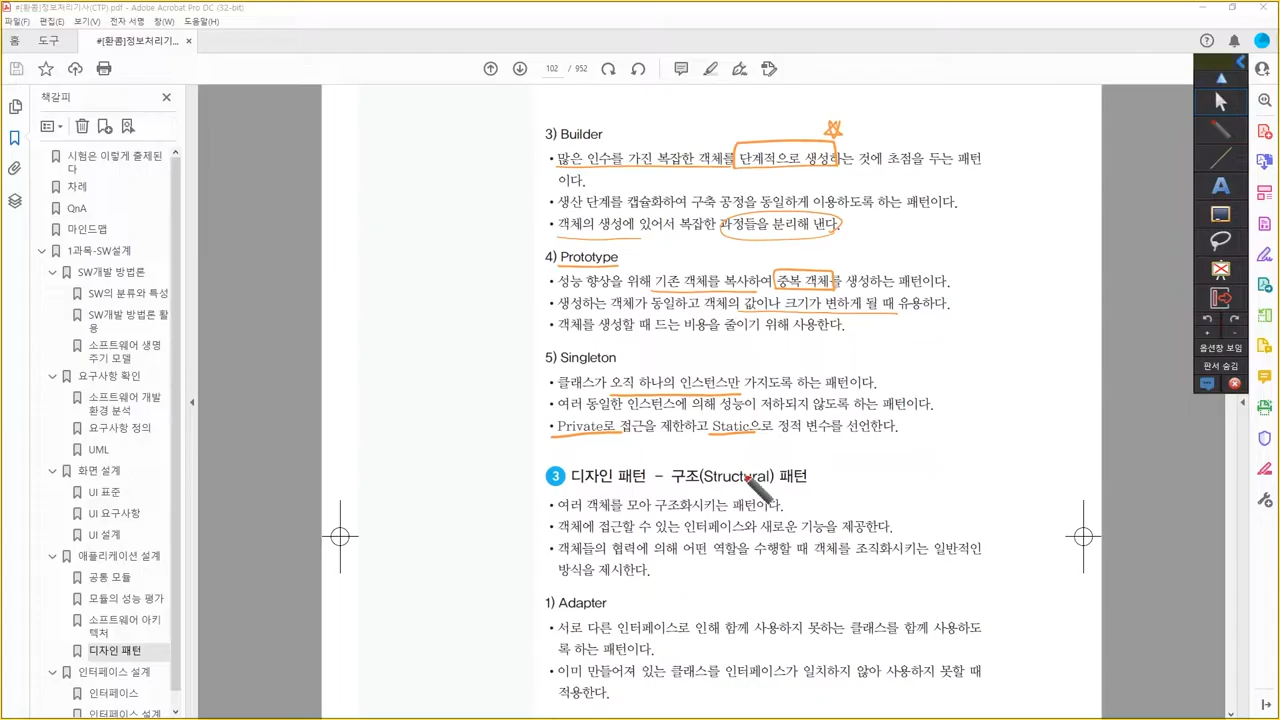 #[환콤]정보처리기사(CTP).pdf - Adobe Acrobat Pro DC (32-bit)
파일(F) 편집(E) 보기(V) 전자 서명 창(W) 도움말(H)
홈 도구 #[환콤]정보처리기... ×
102 / 952
책갈피
시험은 이렇게 출제된
다
차례
QnA
마인드맵
1과목-SW설계
SW개발 방법론
SW의 분류와 특성
SW개발 방법론 활
용
소프트웨어 생명
주기 모델
요구사항 확인
소프트웨어 개발
환경 분석
요구사항 정의
UML
화면 설계
UI 표준
UI 요구사항
UI 설계
애플리케이션 설계
공통 모듈
모듈의 성능 평가
소프트웨어 아키
텍처
디자인 패턴
인터페이스 설계
인터페이스
인터페이스 설계
3) Builder
• 많은 인수를 가진 복잡한 객체를 단계적으로 생성하는 것에 초점을 두는 패턴
이다.
• 생산 단계를 캡슐화하여 구축 공정을 동일하게 이용하도록 하는 패턴이다.
• 객체의 생성에 있어서 복잡한 과정들을 분리해 낸다.
4) Prototype
• 성능 향상을 위해 기존 객체를 복사하여 중복 객체를 생성하는 패턴이다.
• 생성하는 객체가 동일하고 객체의 값이나 크기가 변하게 될 때 유용하다.
• 객체를 생성할 때 드는 비용을 줄이기 위해 사용한다.
5) Singleton
• 클래스가 오직 하나의 인스턴스만 가지도록 하는 패턴이다.
• 여러 동일한 인스턴스에 의해 성능이 저하되지 않도록 하는 패턴이다.
• Private로 접근을 제한하고 Static으로 정적 변수를 선언한다.
3 디자인 패턴 - 구조(Structural) 패턴
• 여러 객체를 모아 구조화시키는 패턴이다.
• 객체에 접근할 수 있는 인터페이스와 새로운 기능을 제공한다.
• 객체들의 협력에 의해 어떤 역할을 수행할 때 객체를 조직화시키는 일반적인
방식을 제시한다.
1) Adapter
• 서로 다른 인터페이스로 인해 함께 사용하지 못하는 클래스를 함께 사용하도
록 하는 패턴이다.
• 이미 만들어져 있는 클래스를 인터페이스가 일치하지 않아 사용하지 못할 때
적용한다.
A
+ -
옵션창 보임
판서 숨김